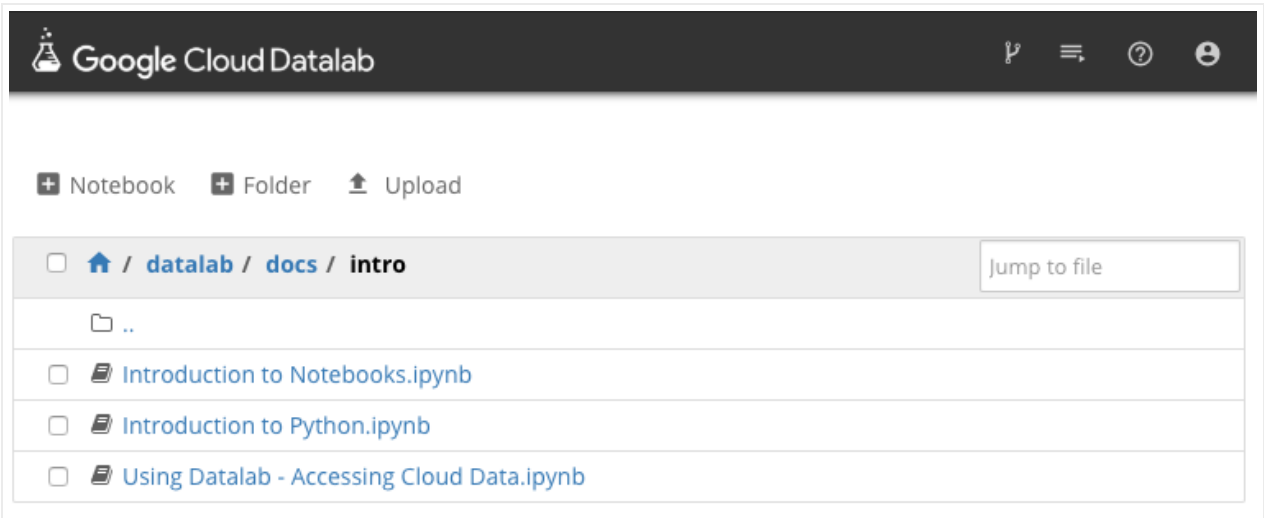 Google Cloud Datalab
Notebook Folder Upload
/ datalab / docs / intro Jump to file
..
Introduction to Notebooks.ipynb
Introduction to Python.ipynb
Using Datalab - Accessing Cloud Data.ipynb